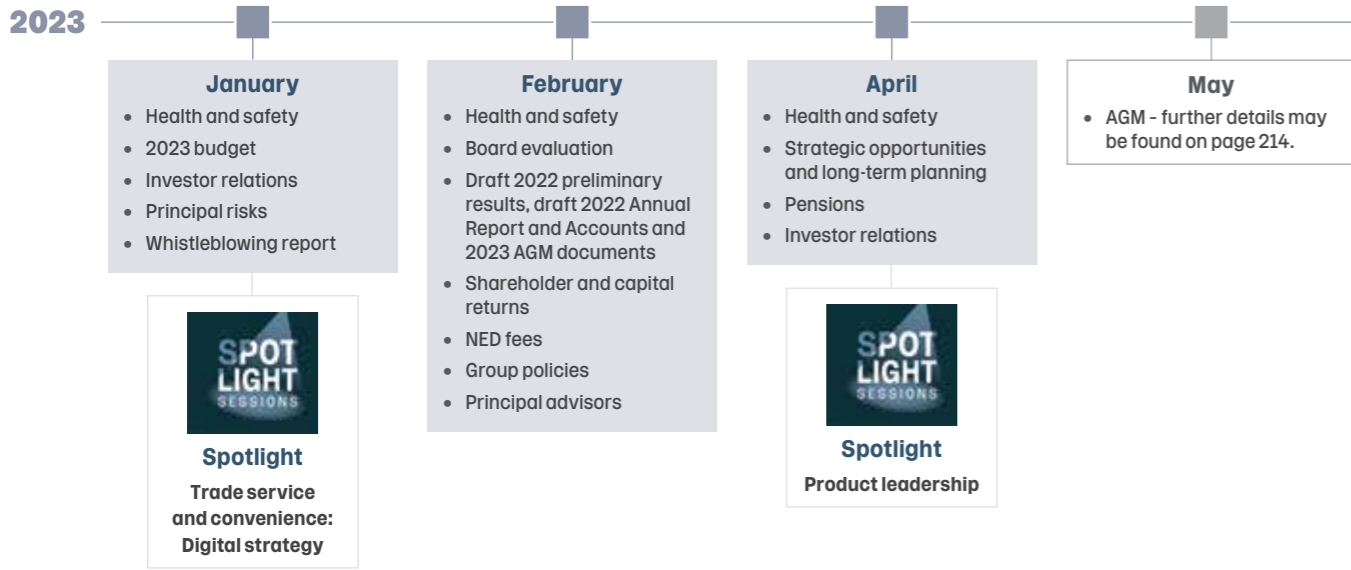 2023
January
• Health and safety
• 2023 budget
• Investor relations
• Principal risks
• Whistleblowing report
SPOT
LIGHT
SESSIONS
Spotlight
Trade service
and convenience:
Digital strategy
February
• Health and safety
• Board evaluation
• Draft 2022 preliminary
results, draft 2022 Annual
Report and Accounts and
2023 AGM documents
• Shareholder and capital
returns
• NED fees
• Group policies
• Principal advisors
April
• Health and safety
• Strategic opportunities
and long-term planning
• Pensions
• Investor relations
SPOT
LIGHT
SESSIONS
Spotlight
Product leadership
May
• AGM – further details may
be found on page 214.